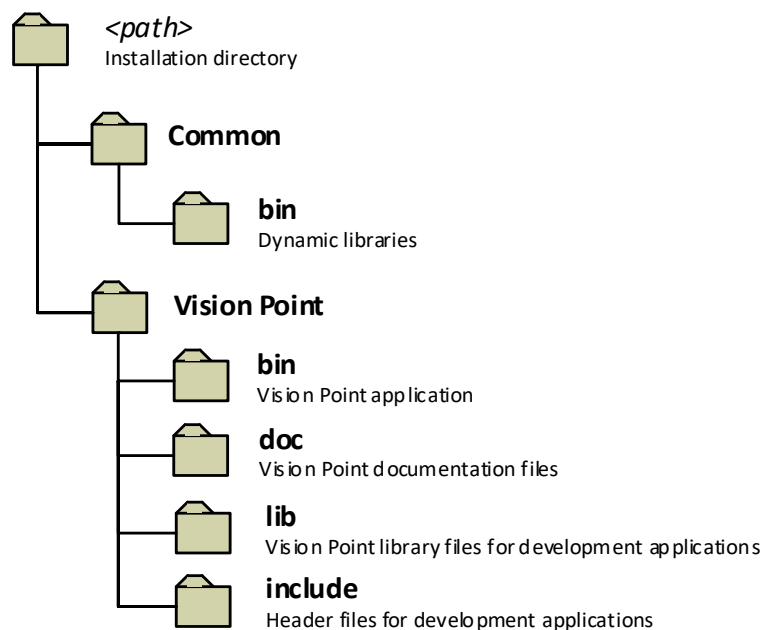 <path>
Installation directory
Common
bin
Dynamic libraries
Vision Point
bin
Vision Point application
doc
Vision Point documentation files
lib
Vision Point library files for development applications
include
Header files for development applications